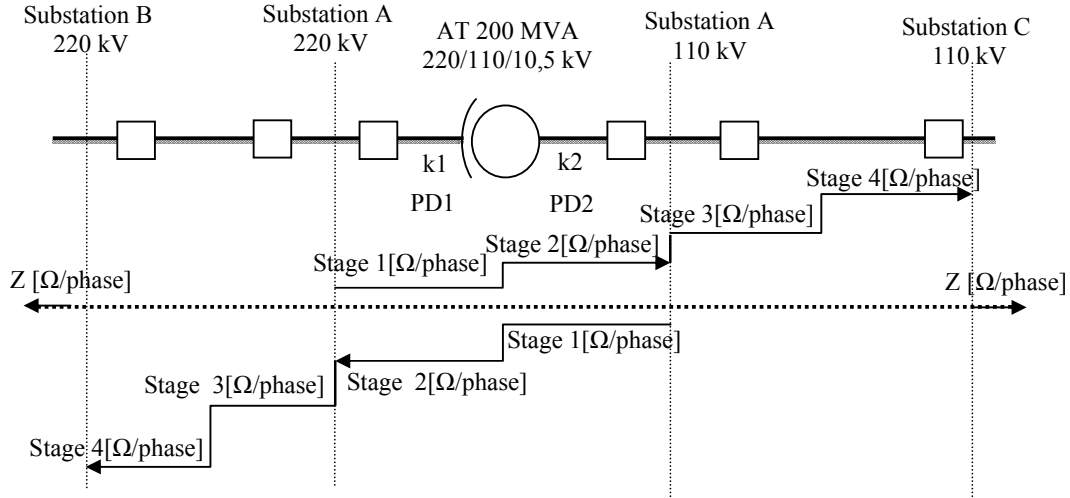 Substation B
220 kV
Substation A
220 kV
AT 200 MVA
220/110/10,5 kV
Substation A
110 kV
Substation C
110 kV
k1
k2
PD1
PD2
Stage 4[Ω/phase]
Stage 3[Ω/phase]
Stage 2[Ω/phase]
Stage 1[Ω/phase]
Z [Ω/phase]
Z [Ω/phase]
Stage 1[Ω/phase]
Stage 3[Ω/phase]
Stage 2[Ω/phase]
Stage 4[Ω/phase]